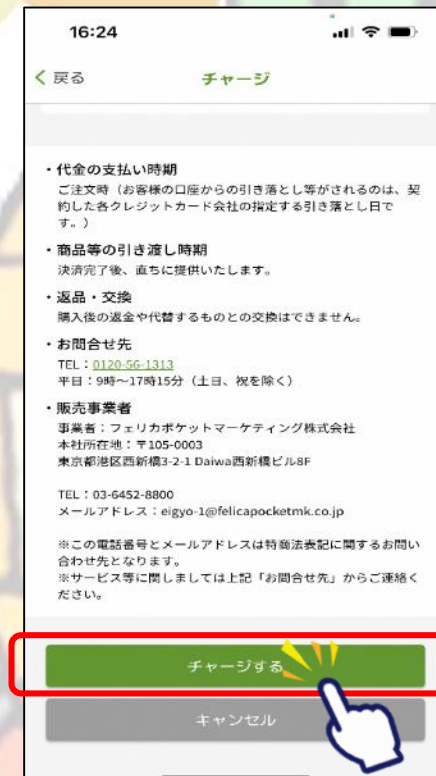 16:24
戻る
チャージ
・代金の支払い時期
ご注文時（お客様の口座からの引き落とし等がされるのは、契
約した各クレジットカード会社の指定する引き落とし日で
す。）
・商品等の引き渡し時期
決済完了後、直ちに提供いたします。
・返品・交換
購入後の返金や代替するものとの交換はできません。
・お問合せ先
TEL：0120-56-1313
平日：9時～17時15分（土日、祝を除く）
・販売事業者
事業者：フェリカポケットマーケティング株式会社
本社所在地：〒105-0003
東京都港区西新橋3-2-1 Daiwa西新橋ビル8F
TEL：03-6452-8800
メールアドレス：eigyo-1@felicapocketmk.co.jp
※この電話番号とメールアドレスは特商法表記に関するお問い
合わせ先となります。
※サービス等に関しましては上記「お問合せ先」からご連絡く
ださい。
チャージする
キャンセル